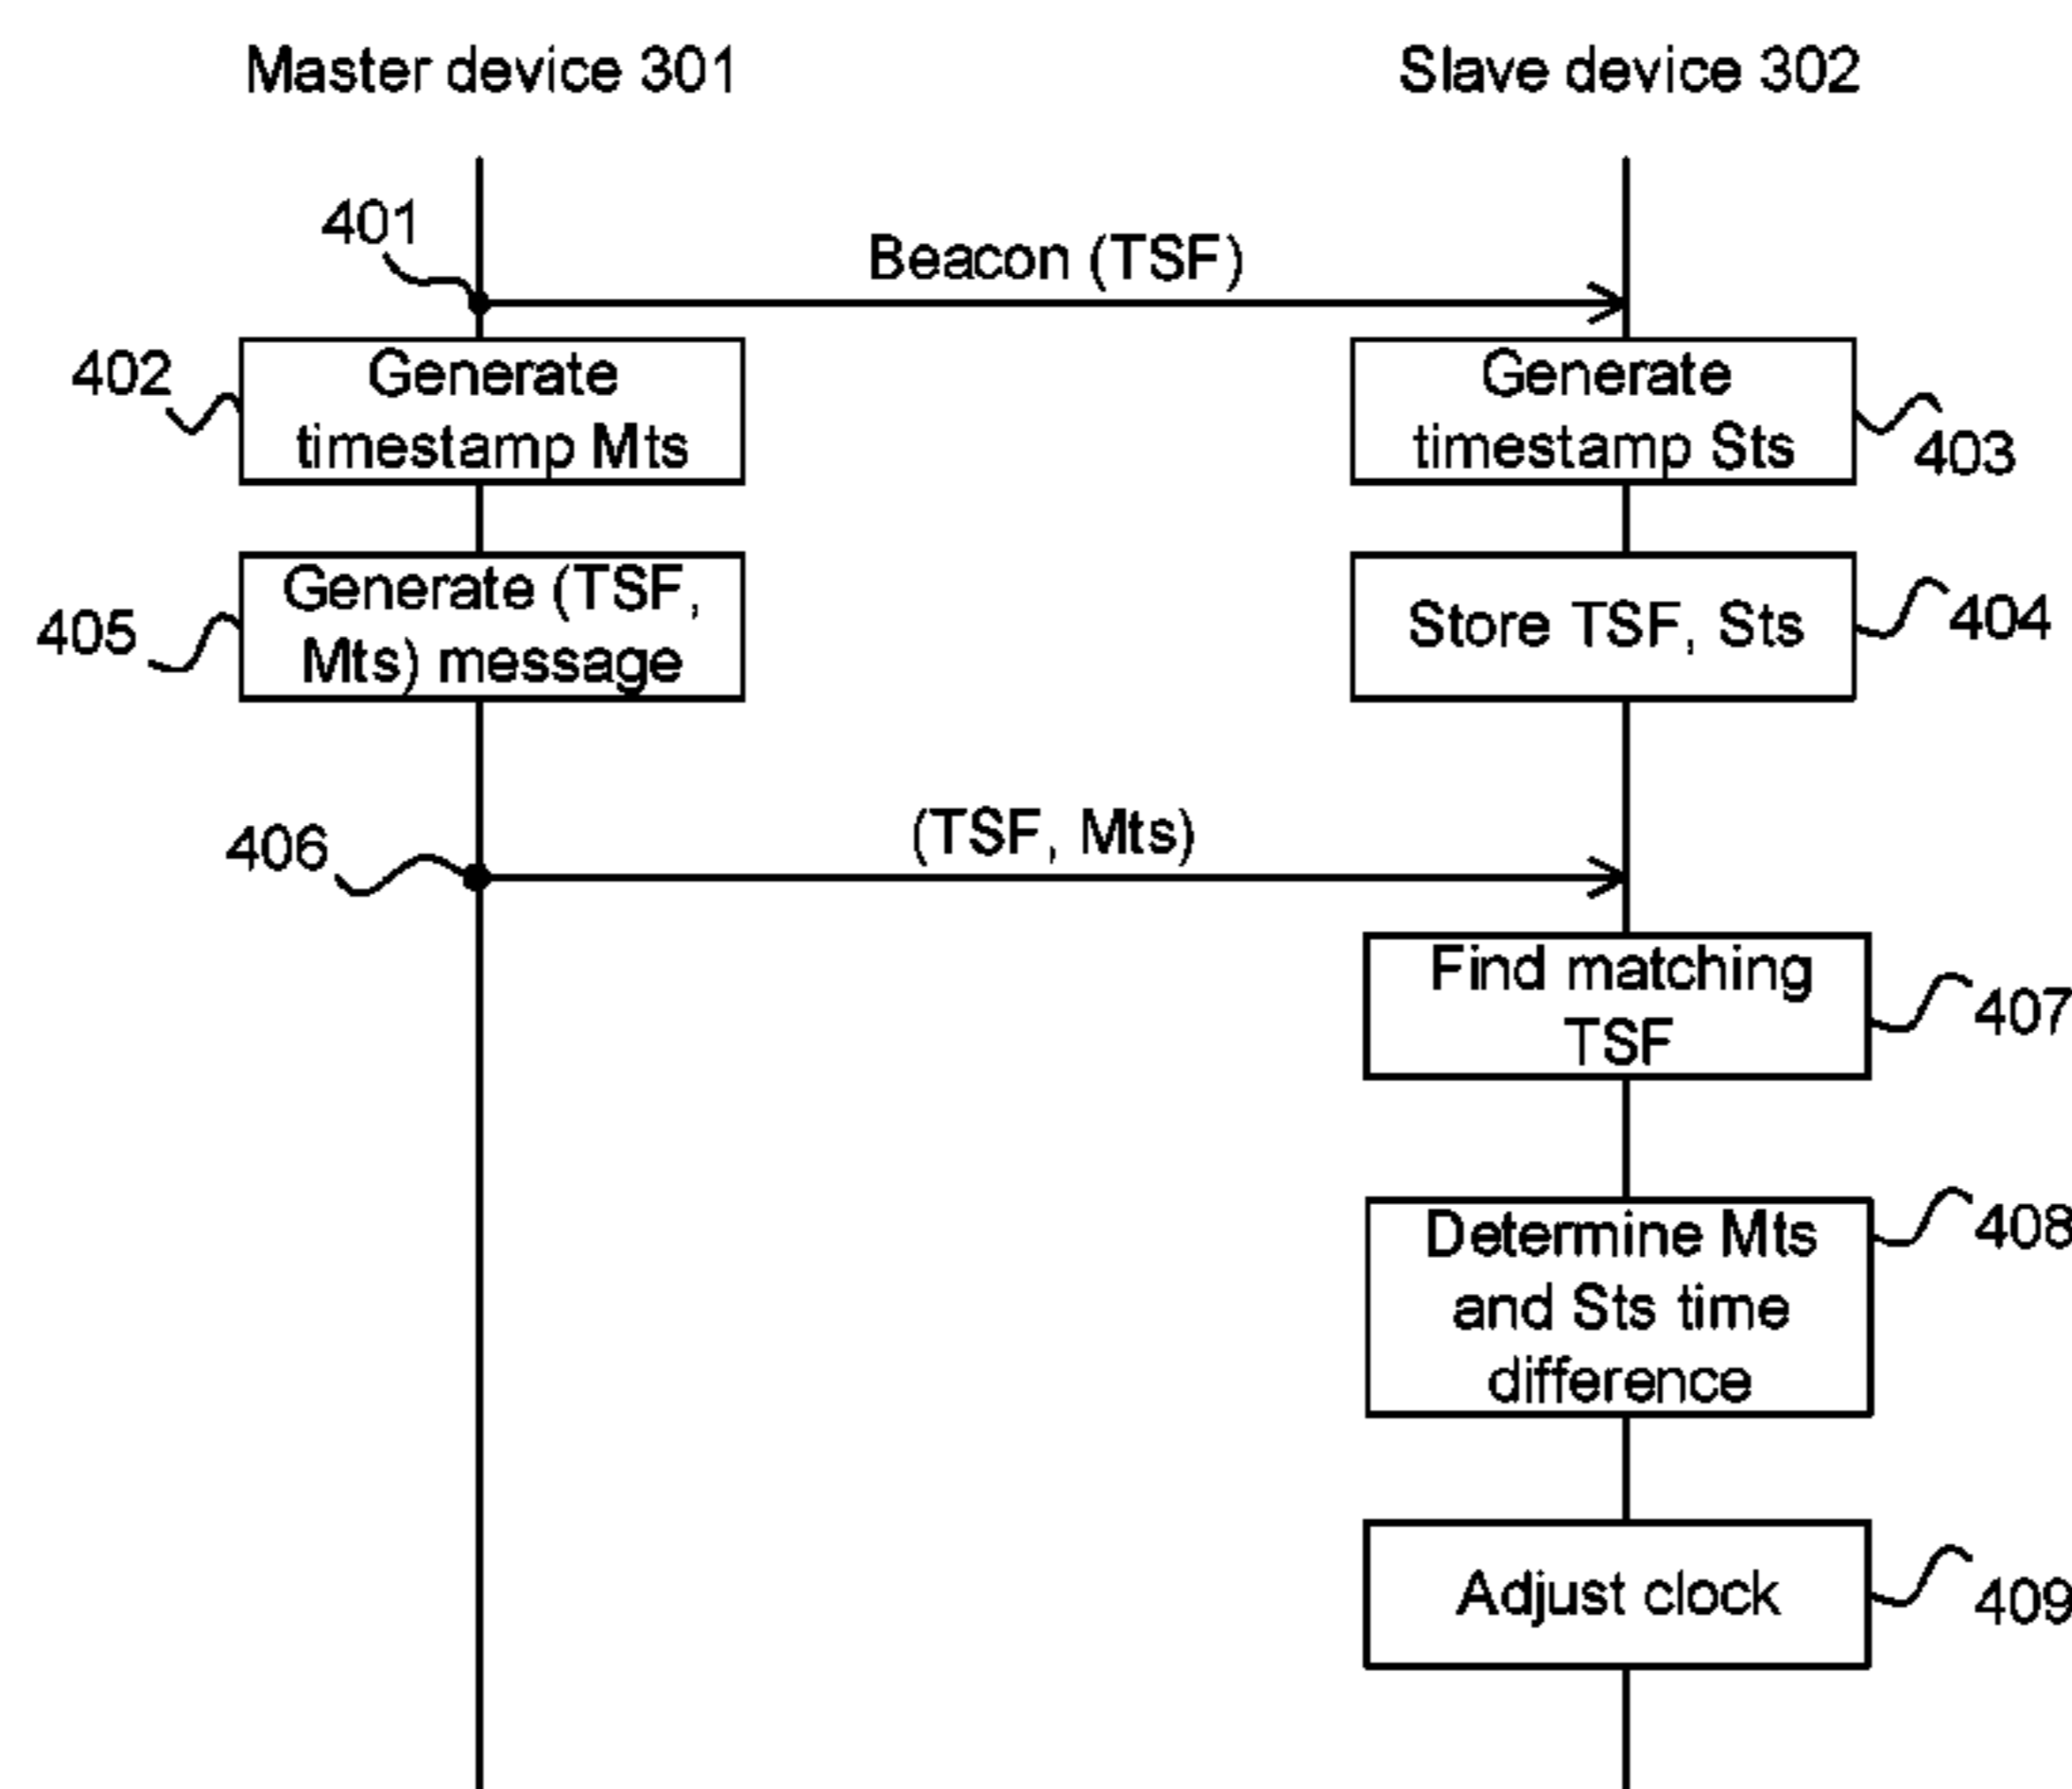 Master device 301
Slave device 302
401
Beacon (TSF)
402
Generate
timestamp Mts
Generate
timestamp Sts
403
405
Generate (TSF,
Mts) message
Store TSF, Sts
404
406
(TSF, Mts)
Find matching
TSF
407
Determine Mts
and Sts time
difference
408
Adjust clock
409